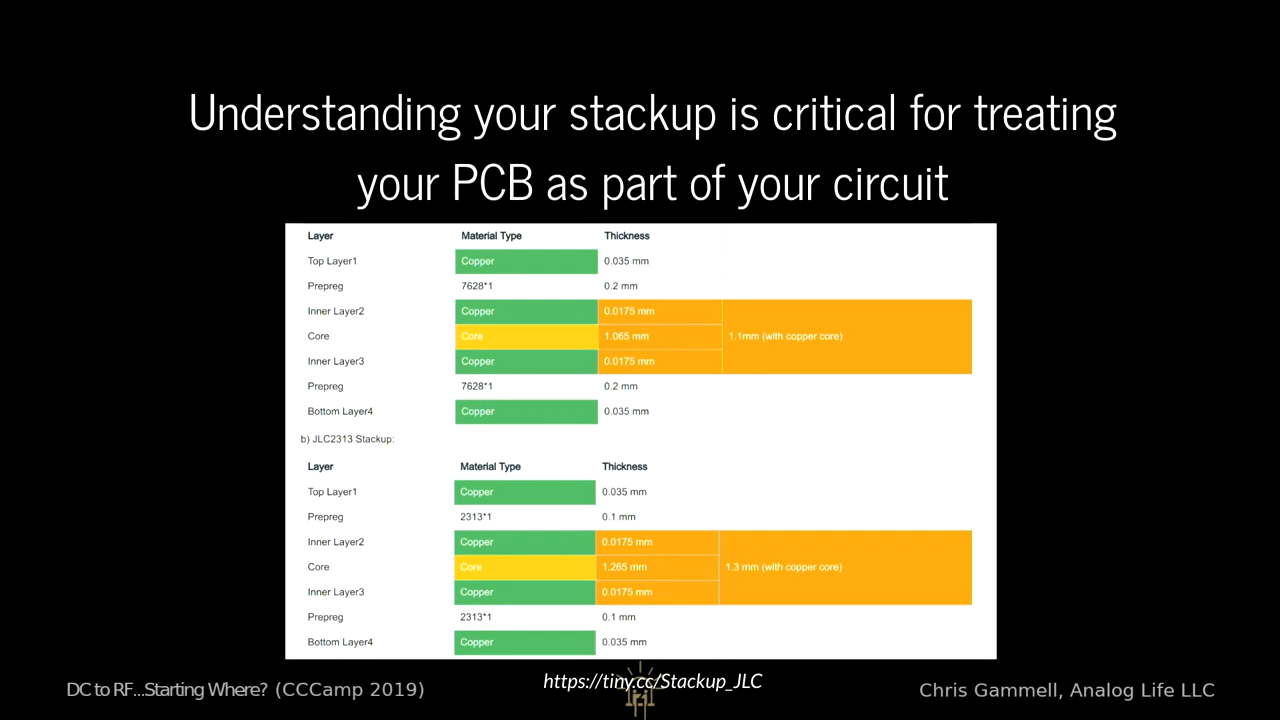 Understanding your stackup is critical for treating
your PCB as part of your circuit
Layer Material Type Thickness
Top Layer1 Copper 0.035 mm
Prepreg 7628*1 0.2 mm
Inner Layer2 Copper 0.0175 mm
Core Core 1.065 mm 1.1mm (with copper core)
Inner Layer3 Copper 0.0175 mm
Prepreg 7628*1 0.2 mm
Bottom Layer4 Copper 0.035 mm
b) JLC2313 Stackup:
Layer Material Type Thickness
Top Layer1 Copper 0.035 mm
Prepreg 2313*1 0.1 mm
Inner Layer2 Copper 0.0175 mm
Core Core 1.265 mm 1.3 mm (with copper core)
Inner Layer3 Copper 0.0175 mm
Prepreg 2313*1 0.1 mm
Bottom Layer4 Copper 0.035 mm
https://tiny.cc/Stackup_JLC
DC to RF...Starting Where? (CCCamp 2019)
Chris Gammell, Analog Life LLC